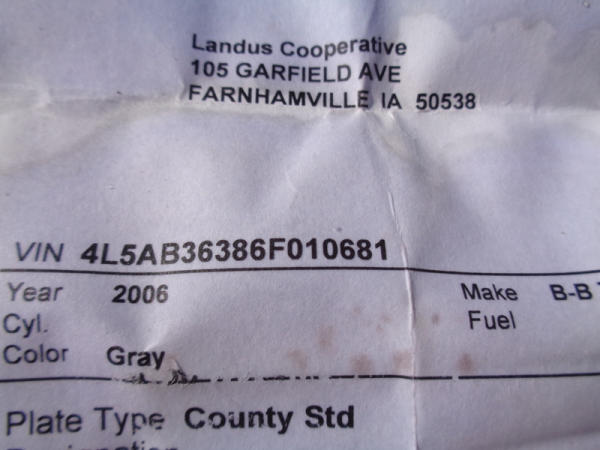 Landus Cooperative
105 GARFIELD AVE
FARNHAMVILLE IA 50538
VIN 4L5AB36386F010681
Year 2006 Make B-B
Cyl. Fuel
Color Gray
Plate Type County Std